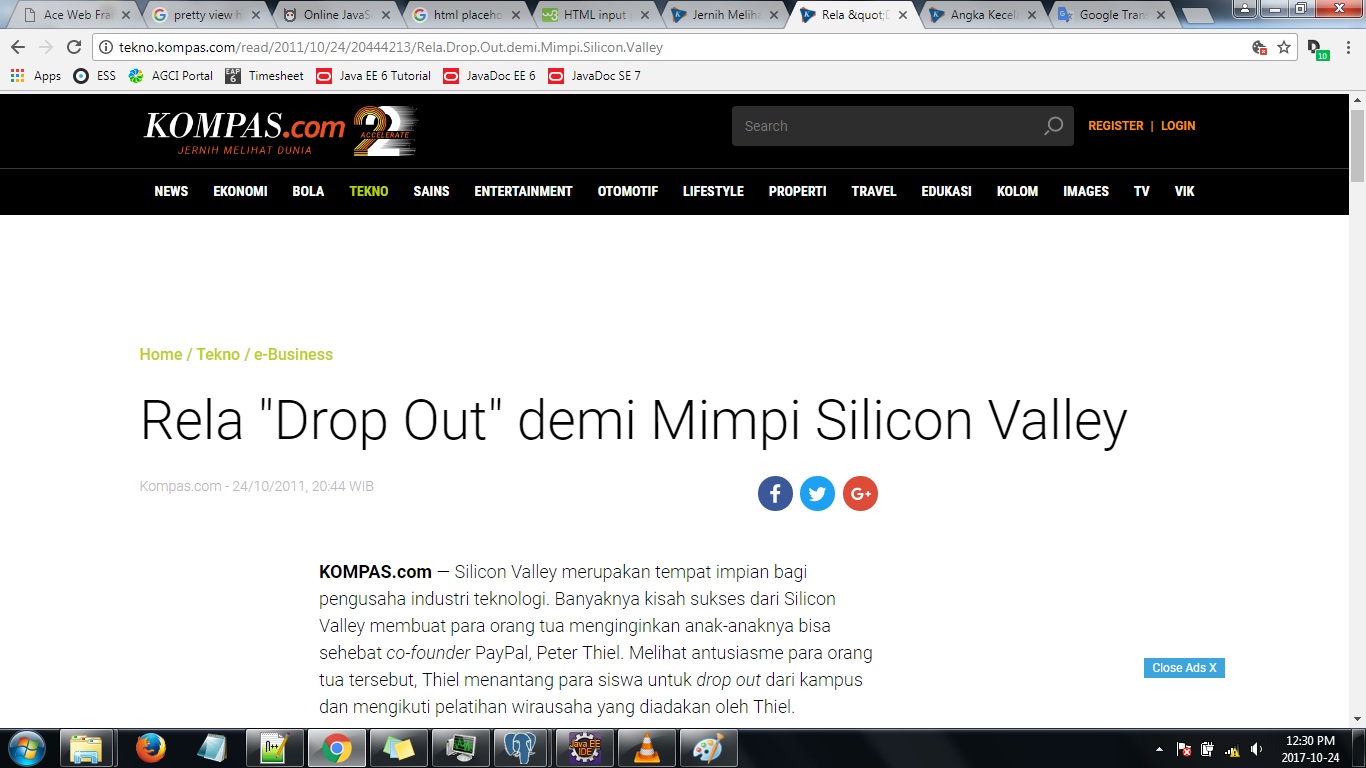 Ace Web Fra
pretty view h
Online JavaS
html placeho
HTML input
Jernih Meliha
Rela &quot;D
Angka Kecela
Google Trans
tekno.kompas.com/read/2011/10/24/20444213/Rela.Drop.Out.demi.Mimpi.Silicon.Valley
10
Apps ESS AGCI Portal EAP 6 Timesheet Java EE 6 Tutorial JavaDoc EE 6 JavaDoc SE 7
KOMPAS.com 22 ACCELERATE
JERNIH MELIHAT DUNIA
Search
REGISTER | LOGIN
NEWS EKONOMI BOLA TEKNO SAINS ENTERTAINMENT OTOMOTIF LIFESTYLE PROPERTI TRAVEL EDUKASI KOLOM IMAGES TV VIK
Home / Tekno / e-Business
Rela "Drop Out" demi Mimpi Silicon Valley
Kompas.com - 24/10/2011, 20:44 WIB
KOMPAS.com — Silicon Valley merupakan tempat impian bagi
pengusaha industri teknologi. Banyaknya kisah sukses dari Silicon
Valley membuat para orang tua menginginkan anak-anaknya bisa
sehebat co-founder PayPal, Peter Thiel. Melihat antusiasme para orang
tua tersebut, Thiel menantang para siswa untuk drop out dari kampus
dan mengikuti pelatihan wirausaha yang diadakan oleh Thiel.
Close Ads X
Java EE
IDE
12:30 PM
2017-10-24